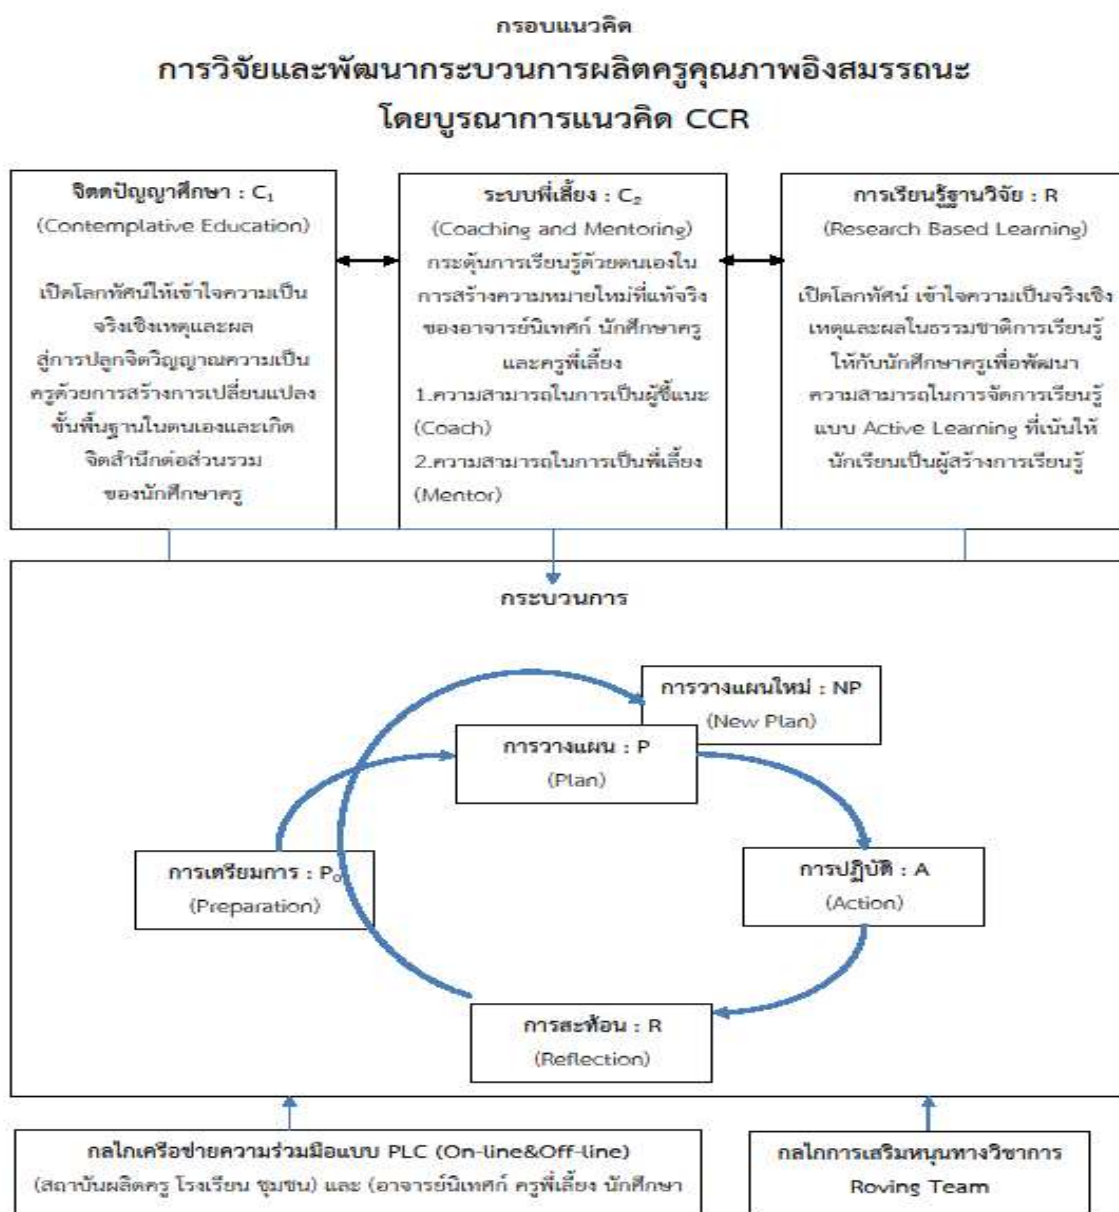 กรอบแนวคิด
การวิจัยและพัฒนากระบวนการผลิตครูคุณภาพอิงสมรรถนะ
โดยบูรณาการแนวคิด CCR
จิตตปัญญาศึกษา : C₁
(Contemplative Education)
เปิดโลกทัศน์ให้เข้าใจความเป็น
จริงเชิงเหตุและผล
สู่การปลูกจิตวิญญาณความเป็น
ครูด้วยการสร้างการเปลี่ยนแปลง
ขั้นพื้นฐานในตนเองและเกิด
จิตสำนึกต่อส่วนรวม
ของนักศึกษาครู
ระบบพี่เลี้ยง : C₂
(Coaching and Mentoring)
กระตุ้นการเรียนรู้ด้วยตนเองใน
การสร้างความหมายใหม่ที่แท้จริง
ของอาจารย์นิเทศก์ นักศึกษาครู
และครูพี่เลี้ยง
1.ความสามารถในการเป็นผู้ชี้แนะ
(Coach)
2.ความสามารถในการเป็นพี่เลี้ยง
(Mentor)
การเรียนรู้ฐานวิจัย : R
(Research Based Learning)
เปิดโลกทัศน์ เข้าใจความเป็นจริงเชิง
เหตุและผลในธรรมชาติการเรียนรู้
ให้กับนักศึกษาครูเพื่อพัฒนา
ความสามารถในการจัดการเรียนรู้
แบบ Active Learning ที่เน้นให้
นักเรียนเป็นผู้สร้างการเรียนรู้
กระบวนการ
การวางแผนใหม่ : NP
(New Plan)
การวางแผน : P
(Plan)
การเตรียมการ : P₀
(Preparation)
การปฏิบัติ : A
(Action)
การสะท้อน : R
(Reflection)
กลไกเครือข่ายความร่วมมือแบบ PLC (On-line&Off-line)
(สถาบันผลิตครู โรงเรียน ชุมชน) และ (อาจารย์นิเทศก์ ครูพี่เลี้ยง นักศึกษา
กลไกการเสริมหนุนทางวิชาการ
Roving Team